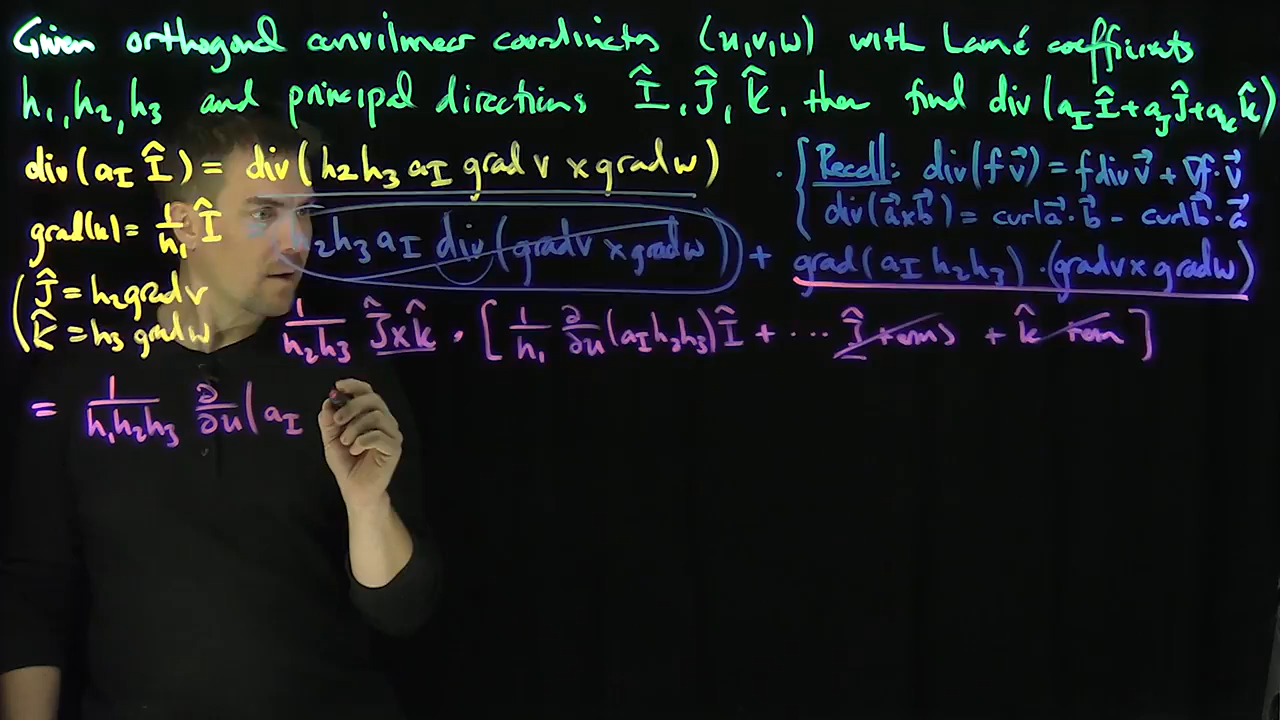 Given orthogonal curvilinear coordinates (u,v,w) with Lamé coefficients
h₁, h₂, h₃ and principal directions Î, Ĵ, K̂, then find div(a_I Î + a_J Ĵ + a_K K̂)
div(a_I Î) = div(h₂h₃ a_I grad v × grad w)
· { Recall: div(f v⃗) = f div v⃗ + ∇f · v⃗
div(a⃗×b⃗) = curl a⃗ · b⃗ - curl b⃗ · a⃗
grad(u) = 1/h₁ Î
h₂h₃ a_I div(grad v × grad w) + grad(a_I h₂h₃) · (grad v × grad w)
( Ĵ = h₂ grad v
K̂ = h₃ grad w
1/(h₂h₃) Ĵ×K̂ · [ 1/h₁ ∂/∂u (a_I h₂h₃) Î + ... Ĵ terms + K̂ term ]
= 1/(h₁h₂h₃) ∂/∂u ( a_I